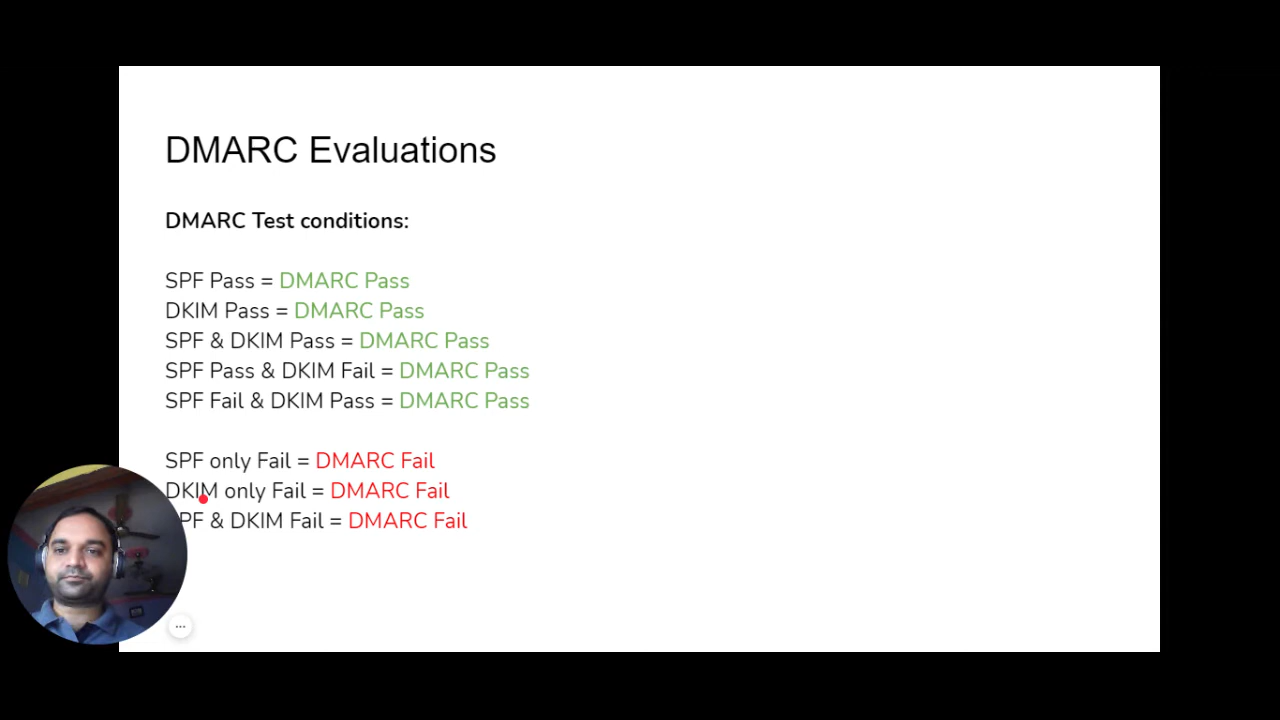 DMARC Evaluations
DMARC Test conditions:
SPF Pass = DMARC Pass
DKIM Pass = DMARC Pass
SPF & DKIM Pass = DMARC Pass
SPF Pass & DKIM Fail = DMARC Pass
SPF Fail & DKIM Pass = DMARC Pass
SPF only Fail = DMARC Fail
DKIM only Fail = DMARC Fail
SPF & DKIM Fail = DMARC Fail